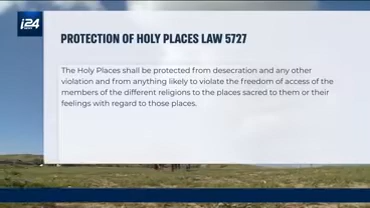 i24
PROTECTION OF HOLY PLACES LAW 5727
The Holy Places shall be protected from desecration and any other
violation and from anything likely to violate the freedom of access of the
members of the different religions to the places sacred to them or their
feelings with regard to those places.